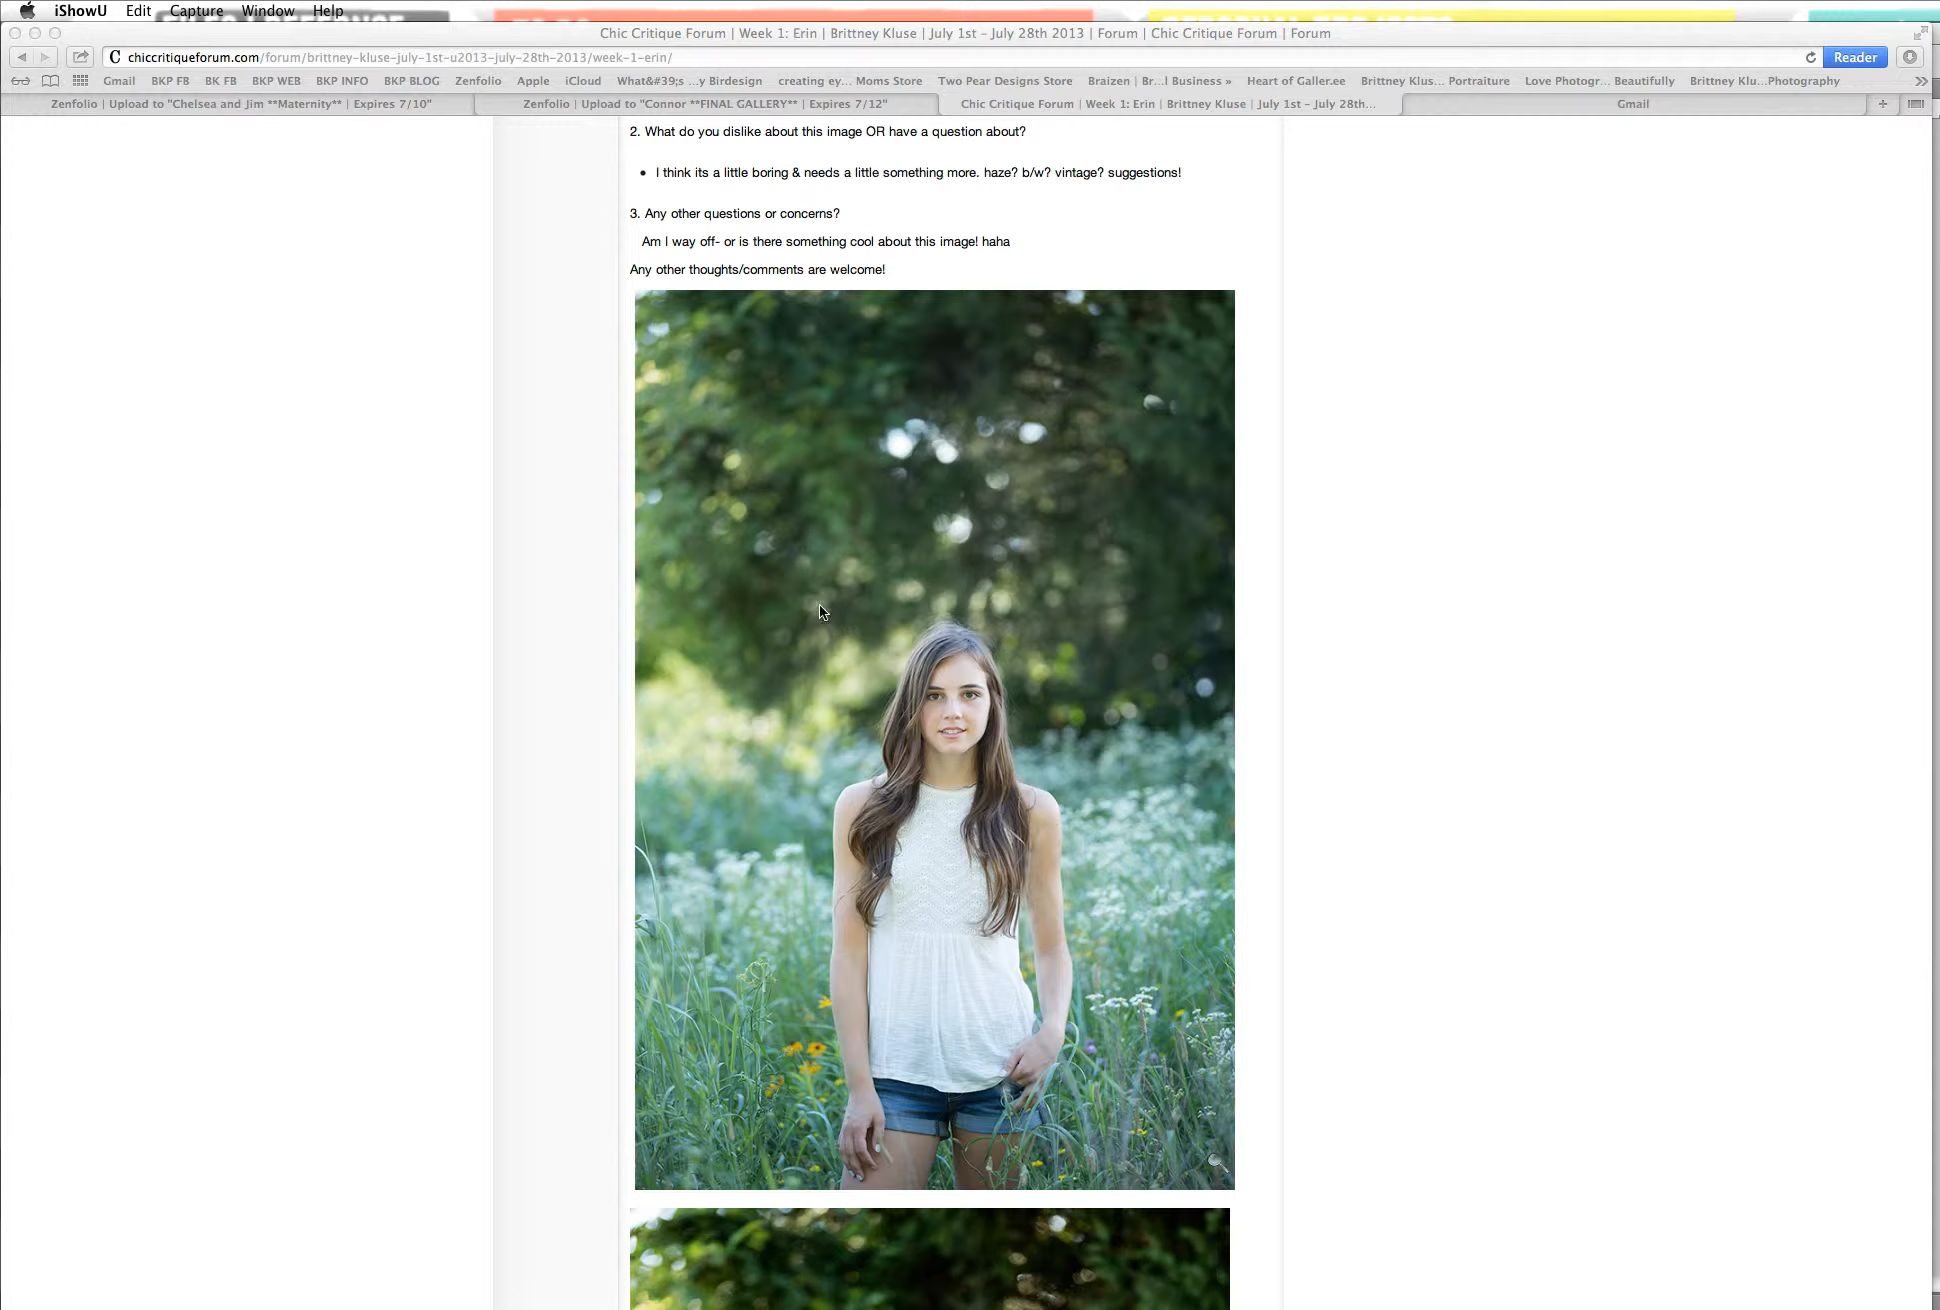 iShowU Edit Capture Window Help
Chic Critique Forum | Week 1: Erin | Brittney Kluse | July 1st - July 28th 2013 | Forum | Chic Critique Forum | Forum
C chiccritiqueforum.com/forum/brittney-kluse-july-1st-u2013-july-28th-2013/week-1-erin/ Reader
Gmail BKP FB BK FB BKP WEB BKP INFO BKP BLOG Zenfolio Apple iCloud What&#39;s ...y Birdesign creating ey... Moms Store Two Pear Designs Store Braizen | Br...l Business » Heart of Galler.ee Brittney Klus... Portraiture Love Photogr... Beautifully Brittney Klu...Photography »
Zenfolio | Upload to "Chelsea and Jim **Maternity** | Expires 7/10" Zenfolio | Upload to "Connor **FINAL GALLERY** | Expires 7/12" Chic Critique Forum | Week 1: Erin | Brittney Kluse | July 1st - July 28th... Gmail +
2. What do you dislike about this image OR have a question about?
• I think its a little boring & needs a little something more. haze? b/w? vintage? suggestions!
3. Any other questions or concerns?
Am I way off- or is there something cool about this image! haha
Any other thoughts/comments are welcome!